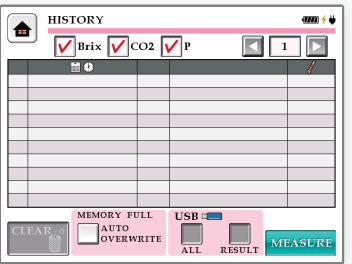 HISTORY
Brix CO2 P 1
MEMORY FULL USB
CLEAR AUTO
OVERWRITE
ALL RESULT MEASURE